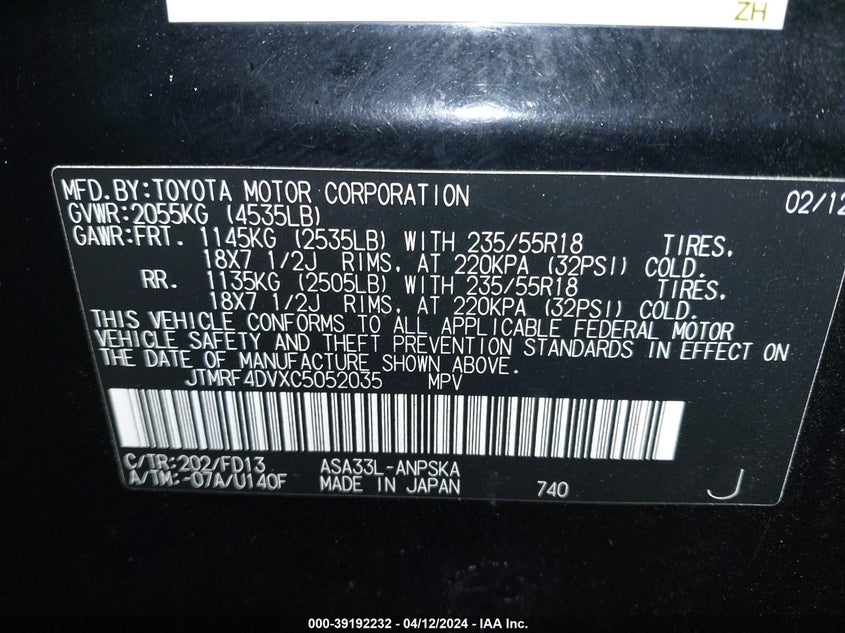 ZH
MFD.BY:TOYOTA MOTOR CORPORATION 02/12
GVWR:2055KG (4535LB)
GAWR:FRT. 1145KG (2535LB) WITH 235/55R18 TIRES,
18X7 1/2J RIMS, AT 220KPA (32PSI) COLD.
RR. 1135KG (2505LB) WITH 235/55R18 TIRES,
18X7 1/2J RIMS, AT 220KPA (32PSI) COLD.
THIS VEHICLE CONFORMS TO ALL APPLICABLE FEDERAL MOTOR
VEHICLE SAFETY AND THEFT PREVENTION STANDARDS IN EFFECT ON
THE DATE OF MANUFACTURE SHOWN ABOVE.
JTMRF4DVXC5052035 MPV
C/TR:202/FD13 ASA33L-ANPSKA
A/TM:-07A/U140F MADE IN JAPAN 740 J
000-39192232 - 04/12/2024 - IAA Inc.